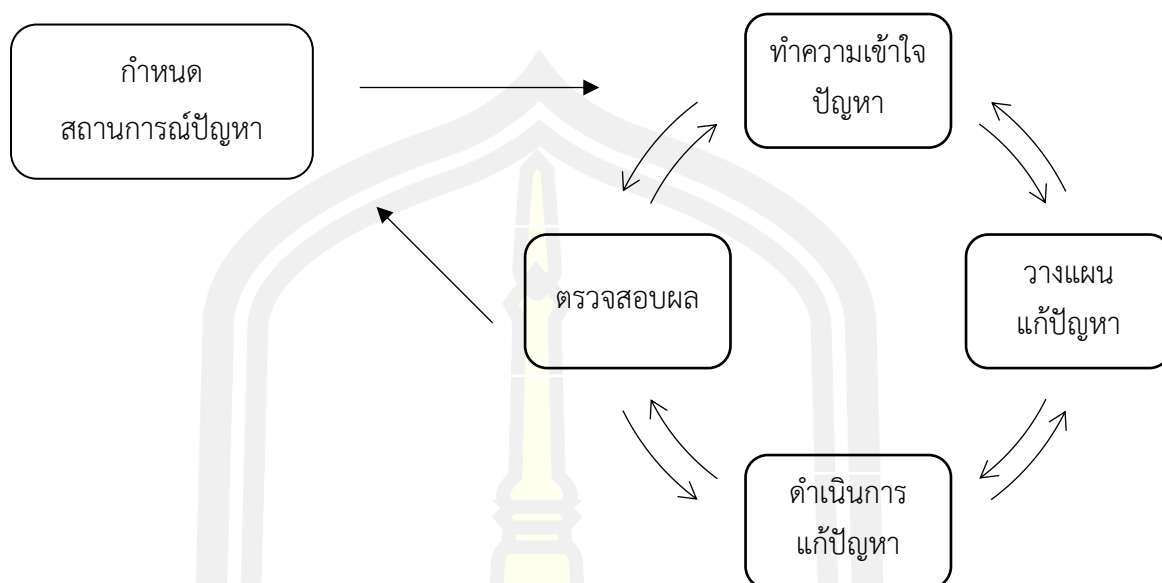 กำหนด
สถานการณ์ปัญหา
ทำความเข้าใจ
ปัญหา
วางแผน
แก้ปัญหา
ตรวจสอบผล
ดำเนินการ
แก้ปัญหา